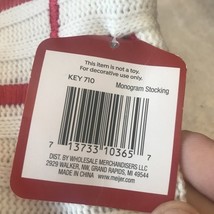 This item is not a toy.
For decorative use only.
KEY 710
Monogram Stocking
7 13733 10365 7
DIST. BY WHOLESALE MERCHANDISERS LLC
2929 WALKER, NW, GRAND RAPIDS, MI 49544
MADE IN CHINA www.meijer.com